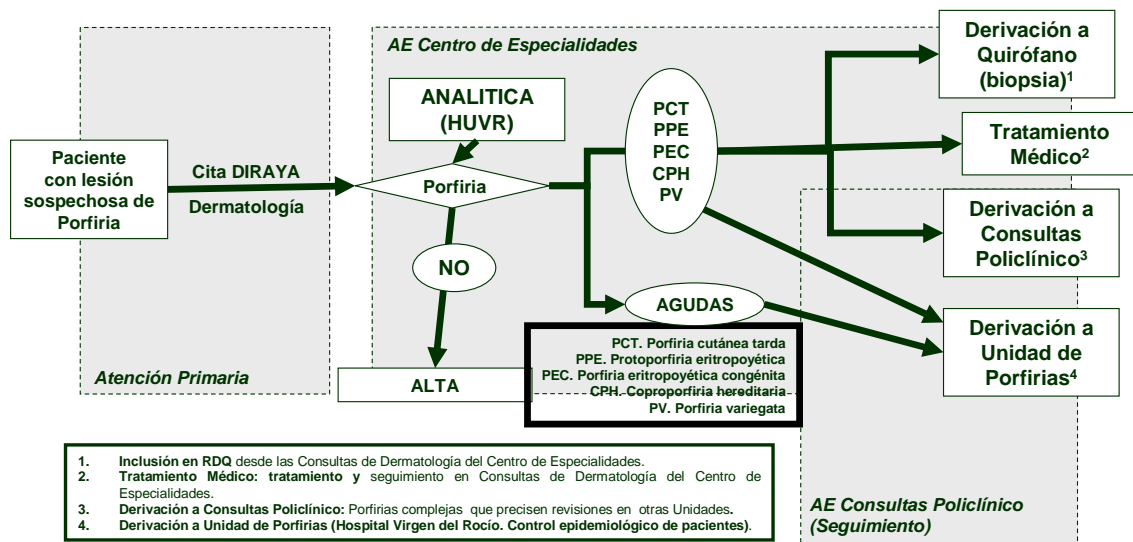 AE Centro de Especialidades
Derivación a
Quirófano
(biopsia)1
ANALITICA
(HUVR)
PCT
PPE
PEC
CPH
PV
Tratamiento
Médico2
Paciente
con lesión
sospechosa de
Porfiria
Cita DIRAYA
Dermatología
Porfiria
Derivación a
Consultas
Policlínico3
NO
AGUDAS
Derivación a
Unidad de
Porfirias4
PCT. Porfiria cutánea tarda
PPE. Protoporfiria eritropoyética
PEC. Porfiria eritropoyética congénita
CPH. Coproporfiria hereditaria
PV. Porfiria variegata
Atención Primaria
ALTA
1. Inclusión en RDQ desde las Consultas de Dermatología del Centro de Especialidades.
2. Tratamiento Médico: tratamiento y seguimiento en Consultas de Dermatología del Centro de
Especialidades.
3. Derivación a Consultas Policlínico: Porfirias complejas que precisen revisiones en otras Unidades.
4. Derivación a Unidad de Porfirias (Hospital Virgen del Rocío. Control epidemiológico de pacientes).
AE Consultas Policlínico
(Seguimiento)